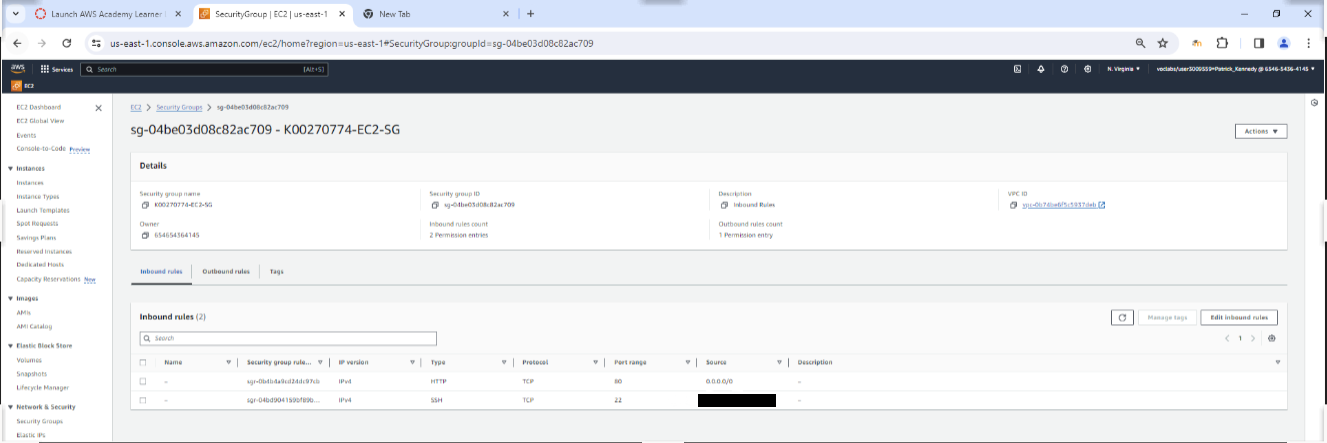 Launch AWS Academy Learner
SecurityGroup | EC2 | us-east-1
New Tab
us-east-1.console.aws.amazon.com/ec2/home?region=us-east-1#SecurityGroup:groupId=sg-04be03d08c82ac709
aws Services Search [Alt+S] N. Virginia voclabs/user3009559=Patrick_Kennedy @ 6546-5436-4145
EC2
EC2 Dashboard
EC2 Global View
Events
Console-to-Code Preview
Instances
Instances
Instance Types
Launch Templates
Spot Requests
Savings Plans
Reserved Instances
Dedicated Hosts
Capacity Reservations New
Images
AMIs
AMI Catalog
Elastic Block Store
Volumes
Snapshots
Lifecycle Manager
Network & Security
Security Groups
Elastic IPs
EC2 > Security Groups > sg-04be03d08c82ac709
sg-04be03d08c82ac709 - K00270774-EC2-SG
Actions
Details
Security group name
K00270774-EC2-SG
Security group ID
sg-04be03d08c82ac709
Description
Inbound Rules
VPC ID
Owner
654654364145
Inbound rules count
2 Permission entries
Outbound rules count
1 Permission entry
Inbound rules Outbound rules Tags
Inbound rules (2)
Manage tags Edit inbound rules
Search
1
Name Security group rule... IP version Type Protocol Port range Source Description
– IPv4 HTTP TCP 80 0.0.0.0/0 –
– IPv4 SSH TCP 22 –